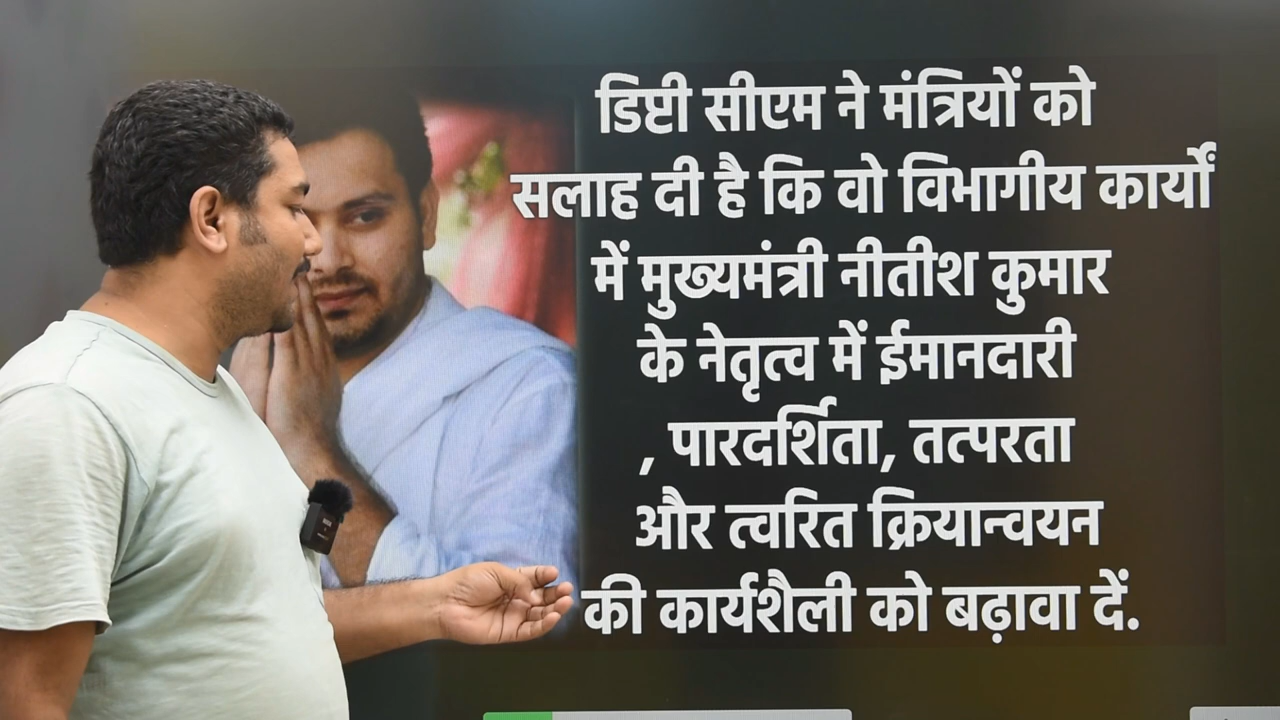 डिप्टी सीएम ने मंत्रियों को
सलाह दी है कि वो विभागीय कार्यों
में मुख्यमंत्री नीतीश कुमार
के नेतृत्व में ईमानदारी
, पारदर्शिता, तत्परता
और त्वरित क्रियान्वयन
की कार्यशैली को बढ़ावा दें.